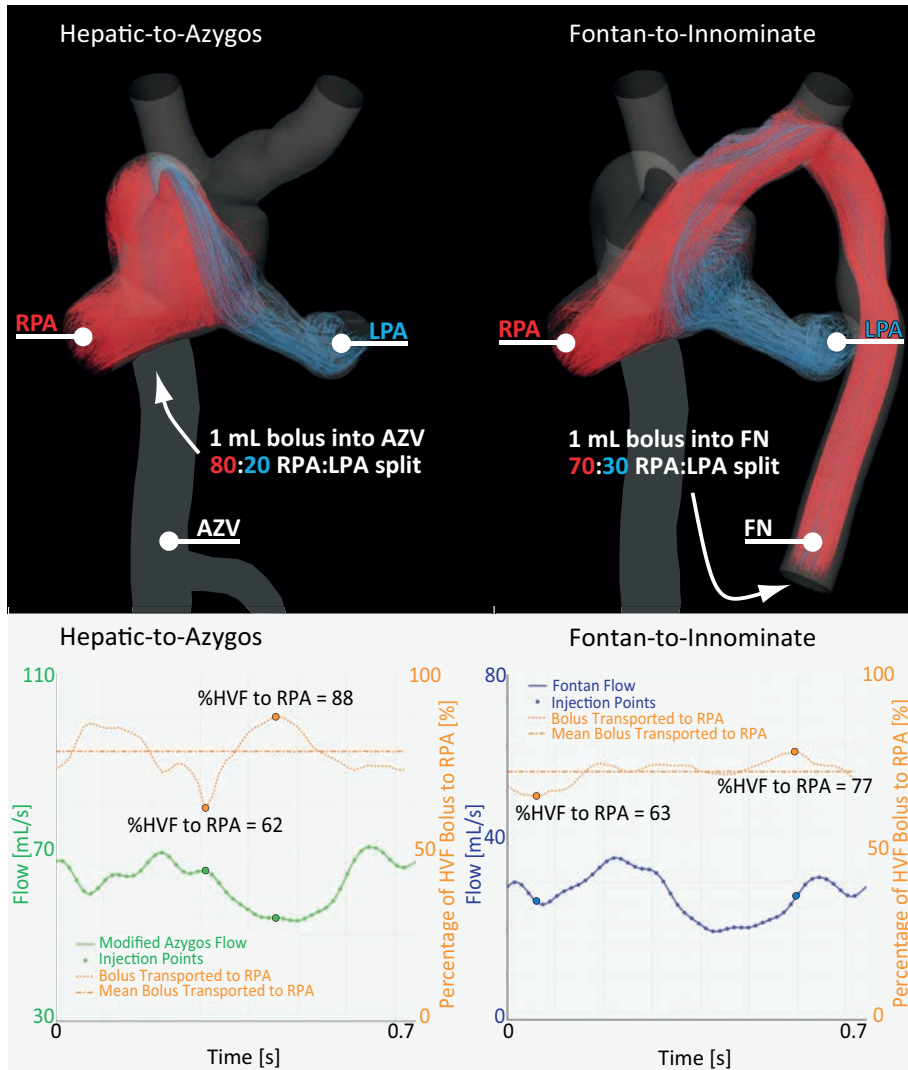 Hepatic-to-Azygos
Fontan-to-Innominate
RPA
LPA
1 mL bolus into AZV
80:20 RPA:LPA split
AZV
RPA
LPA
1 mL bolus into FN
70:30 RPA:LPA split
FN
Hepatic-to-Azygos
110
70
30
Flow [mL/s]
100
50
0
Percentage of HVF Bolus to RPA [%]
%HVF to RPA = 88
%HVF to RPA = 62
Modified Azygos Flow
Injection Points
Bolus Transported to RPA
Mean Bolus Transported to RPA
0
0.7
Time [s]
Fontan-to-Innominate
80
40
0
Flow [mL/s]
100
50
0
Percentage of HVF Bolus to RPA [%]
Fontan Flow
Injection Points
Bolus Transported to RPA
Mean Bolus Transported to RPA
%HVF to RPA = 77
%HVF to RPA = 63
0
0.7
Time [s]